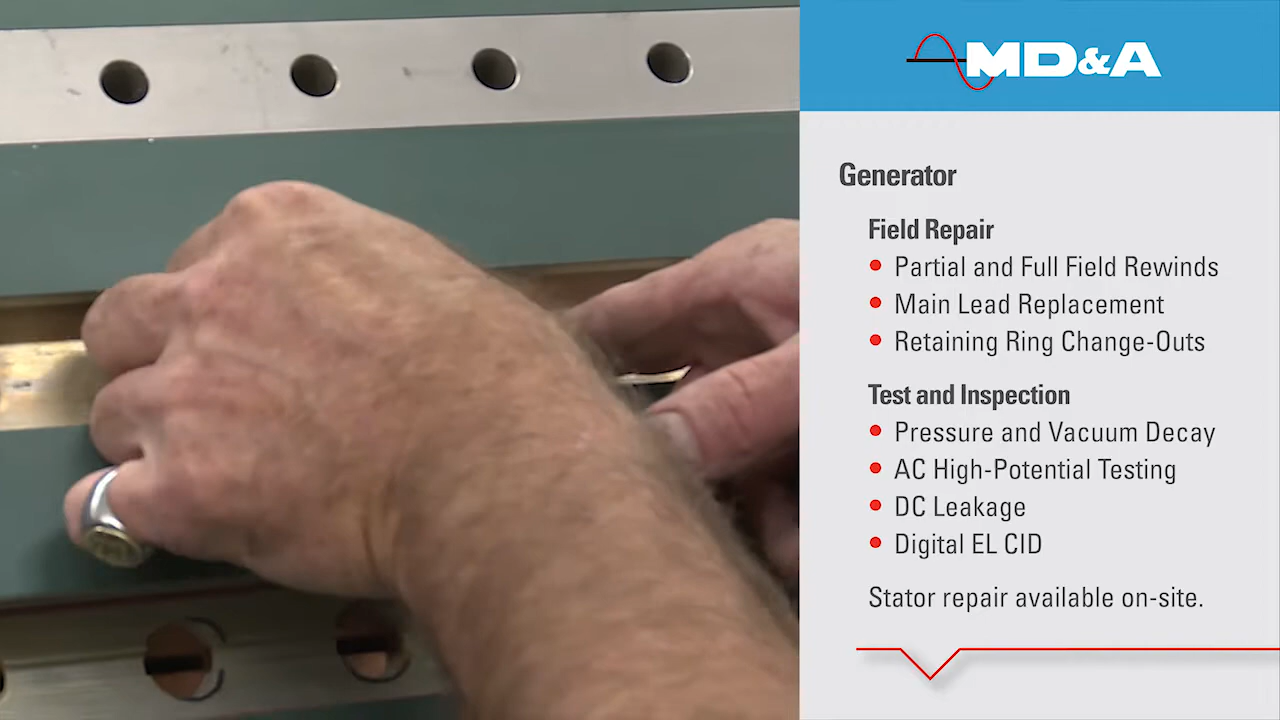 MD&A
Generator
Field Repair
Partial and Full Field Rewinds
Main Lead Replacement
Retaining Ring Change-Outs
Test and Inspection
Pressure and Vacuum Decay
AC High-Potential Testing
DC Leakage
Digital EL CID
Stator repair available on-site.